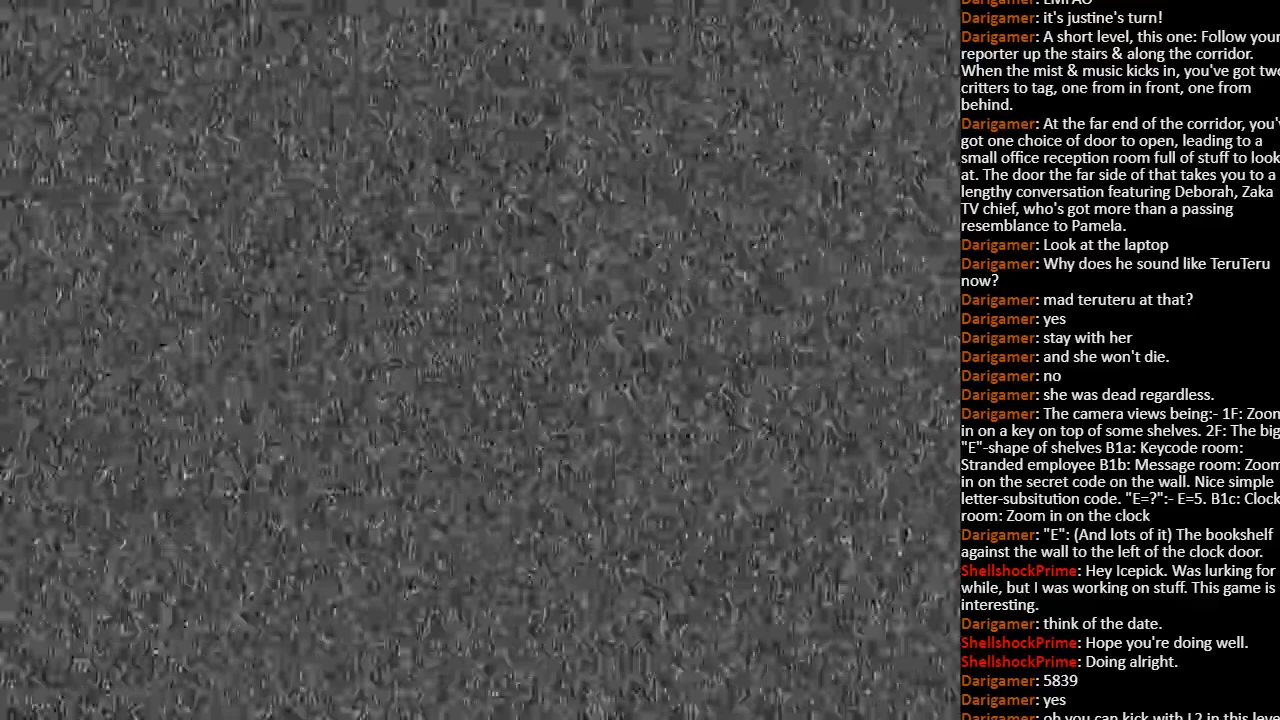 Darigamer: LMFAO
Darigamer: it's justine's turn!
Darigamer: A short level, this one: Follow your
reporter up the stairs & along the corridor.
When the mist & music kicks in, you've got two
critters to tag, one from in front, one from
behind.
Darigamer: At the far end of the corridor, you'v
got one choice of door to open, leading to a
small office reception room full of stuff to look
at. The door the far side of that takes you to a
lengthy conversation featuring Deborah, Zaka
TV chief, who's got more than a passing
resemblance to Pamela.
Darigamer: Look at the laptop
Darigamer: Why does he sound like TeruTeru
now?
Darigamer: mad teruteru at that?
Darigamer: yes
Darigamer: stay with her
Darigamer: and she won't die.
Darigamer: no
Darigamer: she was dead regardless.
Darigamer: The camera views being:- 1F: Zoom
in on a key on top of some shelves. 2F: The big
"E"-shape of shelves B1a: Keycode room:
Stranded employee B1b: Message room: Zoom
in on the secret code on the wall. Nice simple
letter-subsitution code. "E=?":- E=5. B1c: Clock
room: Zoom in on the clock
Darigamer: "E": (And lots of it) The bookshelf
against the wall to the left of the clock door.
ShellshockPrime: Hey Icepick. Was lurking for
while, but I was working on stuff. This game is
interesting.
Darigamer: think of the date.
ShellshockPrime: Hope you're doing well.
ShellshockPrime: Doing alright.
Darigamer: 5839
Darigamer: yes
Darigamer: oh you can kick with L2 in this leve